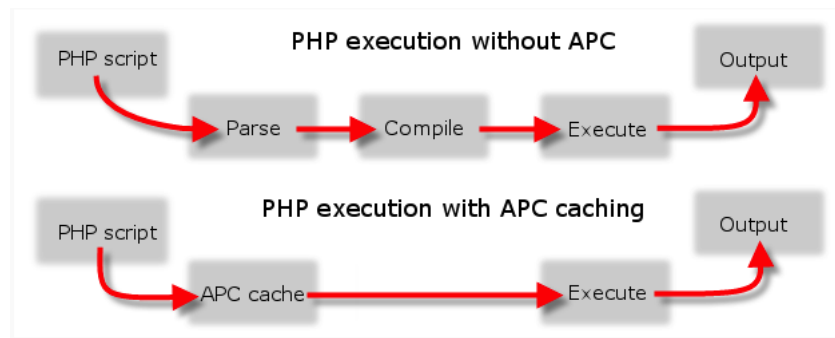 PHP execution without APC
PHP script
Output
Parse
Compile
Execute
PHP execution with APC caching
PHP script
Output
APC cache
Execute